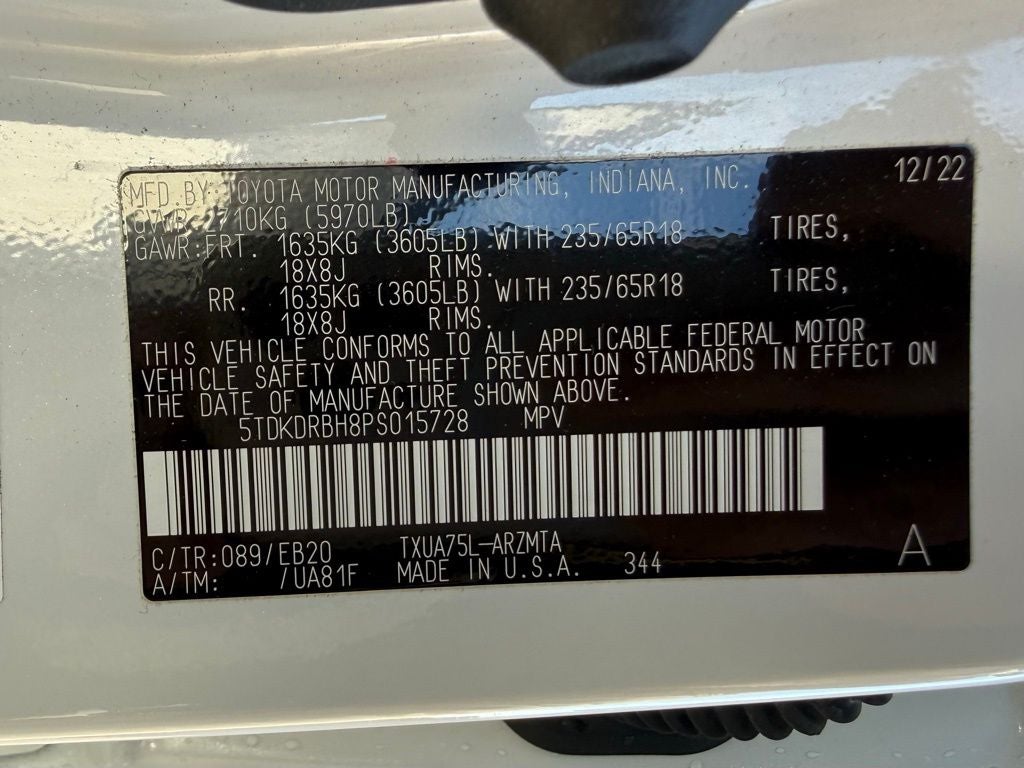 MFD.BY:TOYOTA MOTOR MANUFACTURING, INDIANA, INC. 12/22
GVWR 2710KG (5970LB)
GAWR:FRT. 1635KG (3605LB) WITH 235/65R18 TIRES,
18X8J RIMS.
RR. 1635KG (3605LB) WITH 235/65R18 TIRES,
18X8J RIMS.
THIS VEHICLE CONFORMS TO ALL APPLICABLE FEDERAL MOTOR
VEHICLE SAFETY AND THEFT PREVENTION STANDARDS IN EFFECT ON
THE DATE OF MANUFACTURE SHOWN ABOVE.
5TDKDRBH8PS015728 MPV
C/TR:089/EB20 TXUA75L-ARZMTA A
A/TM: /UA81F MADE IN U.S.A. 344